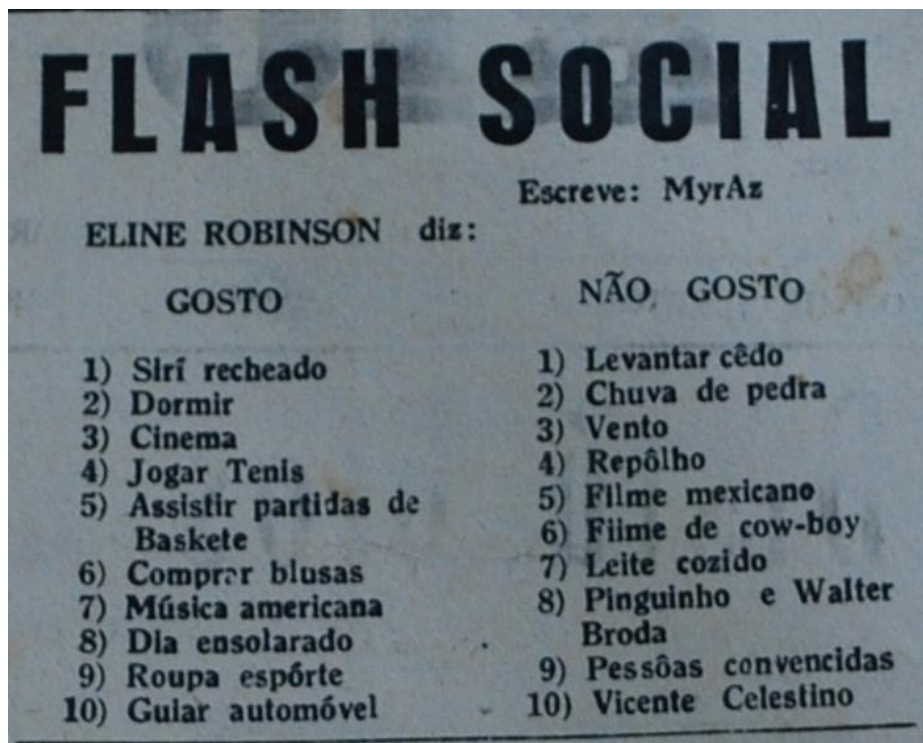 FLASH SOCIAL
Escreve: MyrAz
ELINE ROBINSON diz:
GOSTO
1) Sirí recheado
2) Dormir
3) Cinema
4) Jogar Tenis
5) Assistir partidas de
Baskete
6) Comprar blusas
7) Música americana
8) Dia ensolarado
9) Roupa espórte
10) Guiar automóvel
NÃO GOSTO
1) Levantar cêdo
2) Chuva de pedra
3) Vento
4) Repôlho
5) Filme mexicano
6) Fiime de cow-boy
7) Leite cozido
8) Pinguinho e Walter
Broda
9) Pessôas convencidas
10) Vicente Celestino